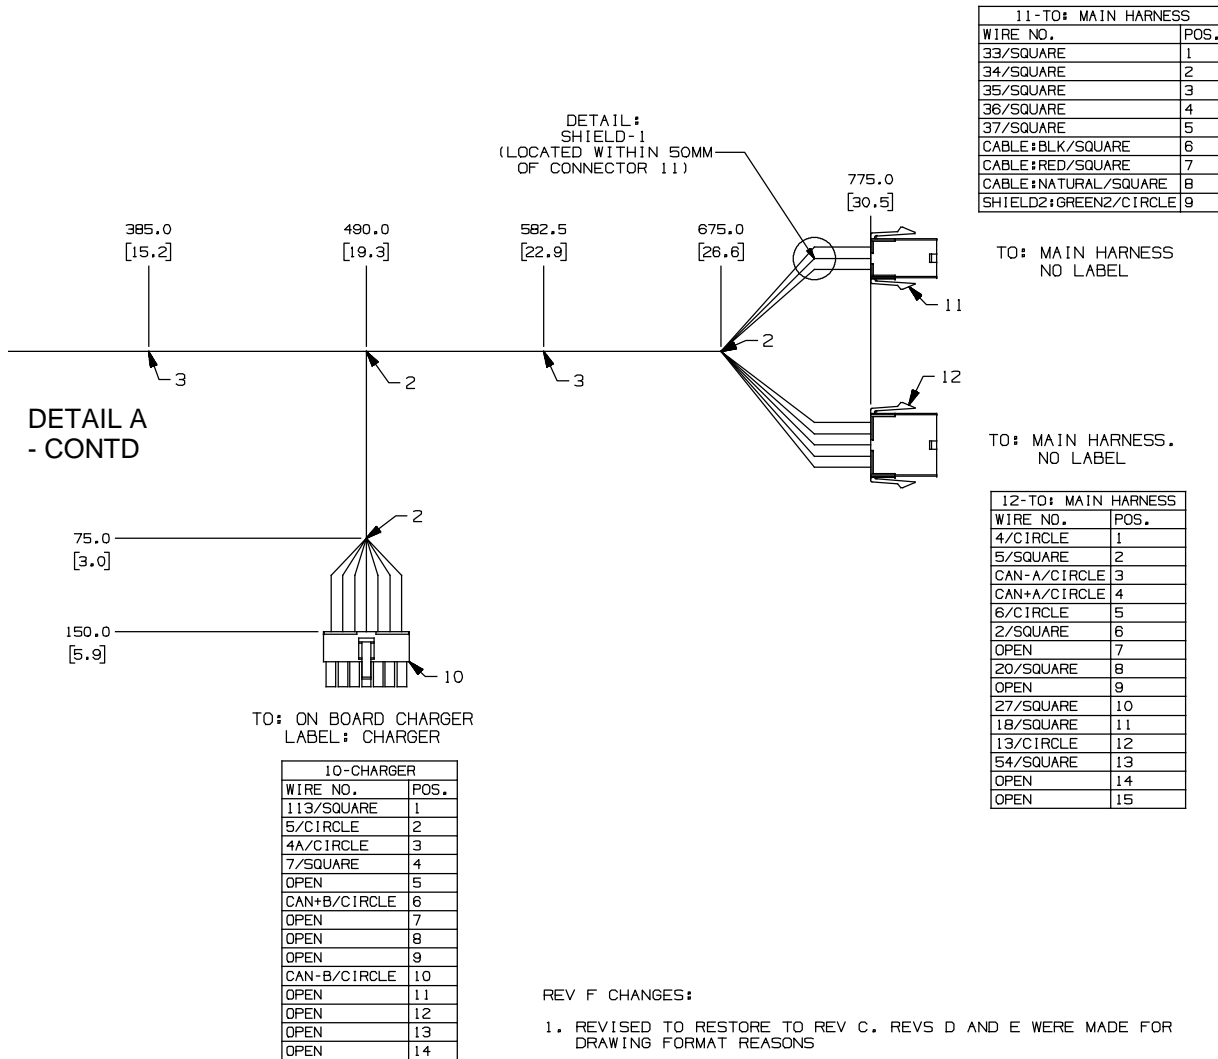 11-TO: MAIN HARNESS
WIRE NO. POS.
33/SQUARE 1
34/SQUARE 2
35/SQUARE 3
36/SQUARE 4
37/SQUARE 5
CABLE:BLK/SQUARE 6
CABLE:RED/SQUARE 7
CABLE:NATURAL/SQUARE 8
SHIELD2:GREEN2/CIRCLE 9
DETAIL:
SHIELD-1
(LOCATED WITHIN 50MM
OF CONNECTOR 11)
775.0
[30.5]
385.0
[15.2]
490.0
[19.3]
582.5
[22.9]
675.0
[26.6]
TO: MAIN HARNESS
NO LABEL
11
2
3
2
3
12
DETAIL A
- CONTD
TO: MAIN HARNESS.
NO LABEL
12-TO: MAIN HARNESS
WIRE NO. POS.
4/CIRCLE 1
5/SQUARE 2
CAN-A/CIRCLE 3
CAN+A/CIRCLE 4
6/CIRCLE 5
2/SQUARE 6
OPEN 7
20/SQUARE 8
OPEN 9
27/SQUARE 10
18/SQUARE 11
13/CIRCLE 12
54/SQUARE 13
OPEN 14
OPEN 15
2
75.0
[3.0]
150.0
[5.9]
10
TO: ON BOARD CHARGER
LABEL: CHARGER
10-CHARGER
WIRE NO. POS.
113/SQUARE 1
5/CIRCLE 2
4A/CIRCLE 3
7/SQUARE 4
OPEN 5
CAN+B/CIRCLE 6
OPEN 7
OPEN 8
OPEN 9
CAN-B/CIRCLE 10
OPEN 11
OPEN 12
OPEN 13
OPEN 14
REV F CHANGES:
1. REVISED TO RESTORE TO REV C. REVS D AND E WERE MADE FOR
DRAWING FORMAT REASONS